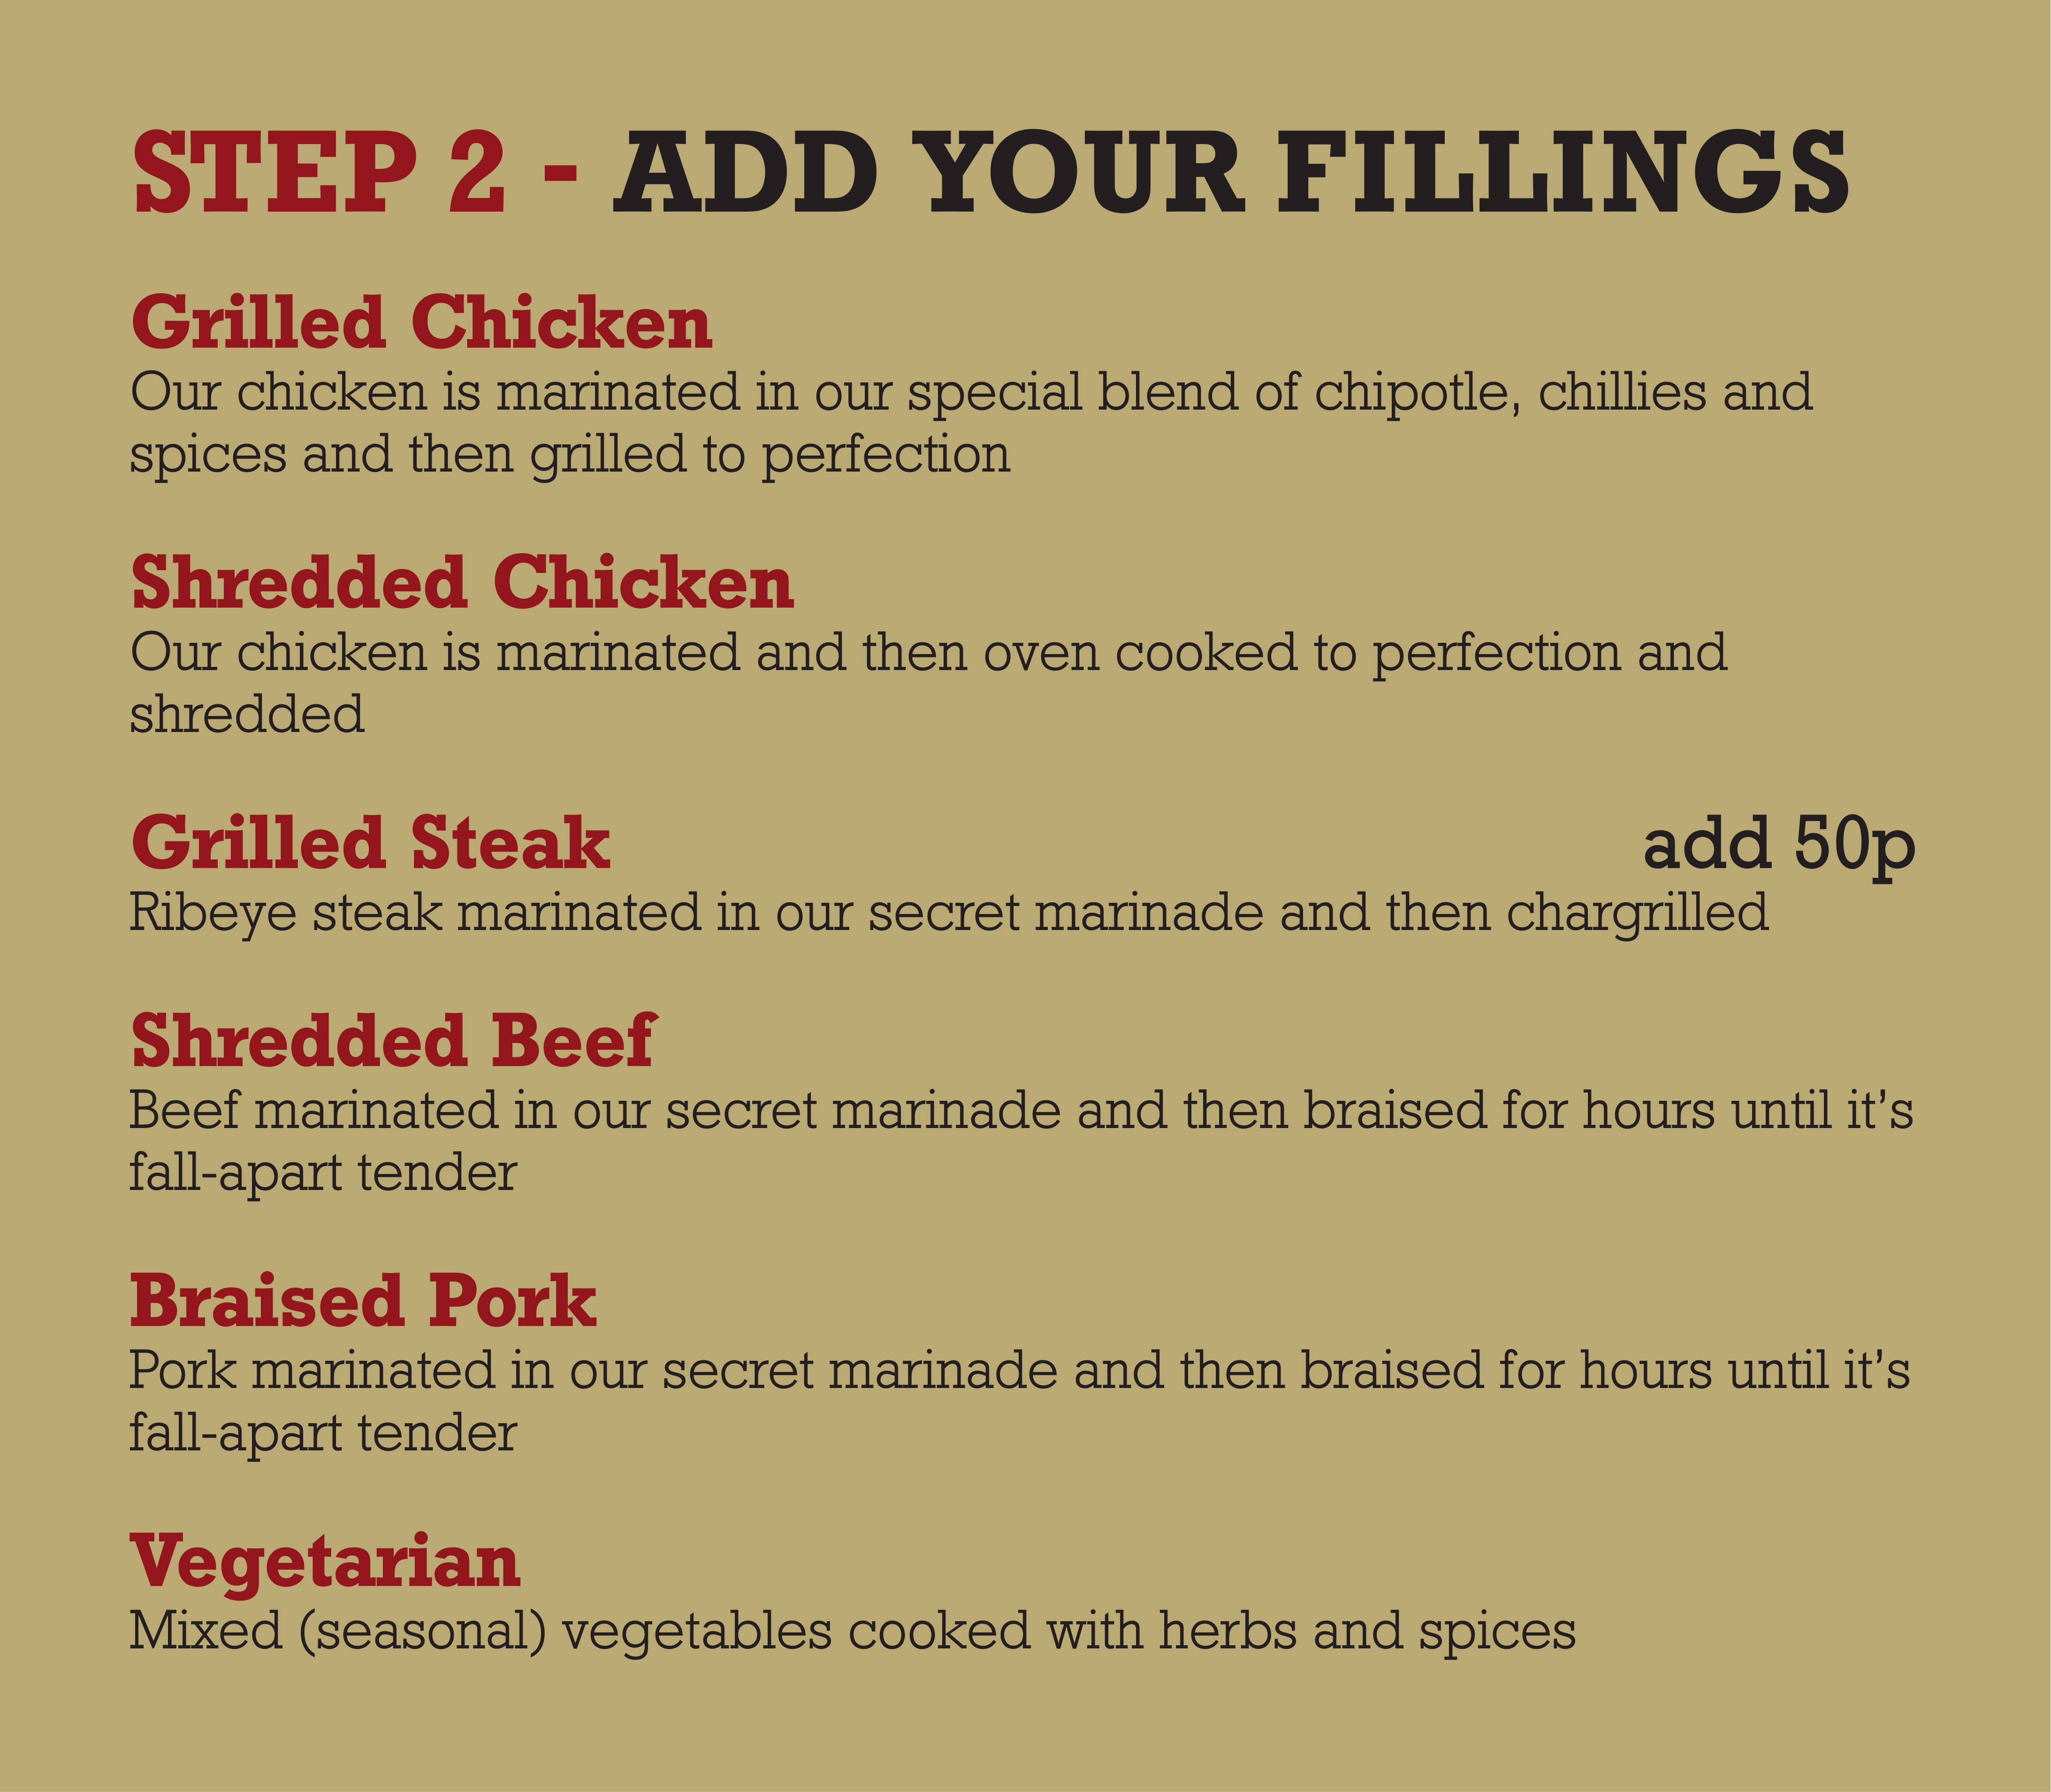 STEP 2 - ADD YOUR FILLINGS
Grilled Chicken
Our chicken is marinated in our special blend of chipotle, chillies and
spices and then grilled to perfection
Shredded Chicken
Our chicken is marinated and then oven cooked to perfection and
shredded
Grilled Steak add 50p
Ribeye steak marinated in our secret marinade and then chargrilled
Shredded Beef
Beef marinated in our secret marinade and then braised for hours until it’s
fall-apart tender
Braised Pork
Pork marinated in our secret marinade and then braised for hours until it’s
fall-apart tender
Vegetarian
Mixed (seasonal) vegetables cooked with herbs and spices